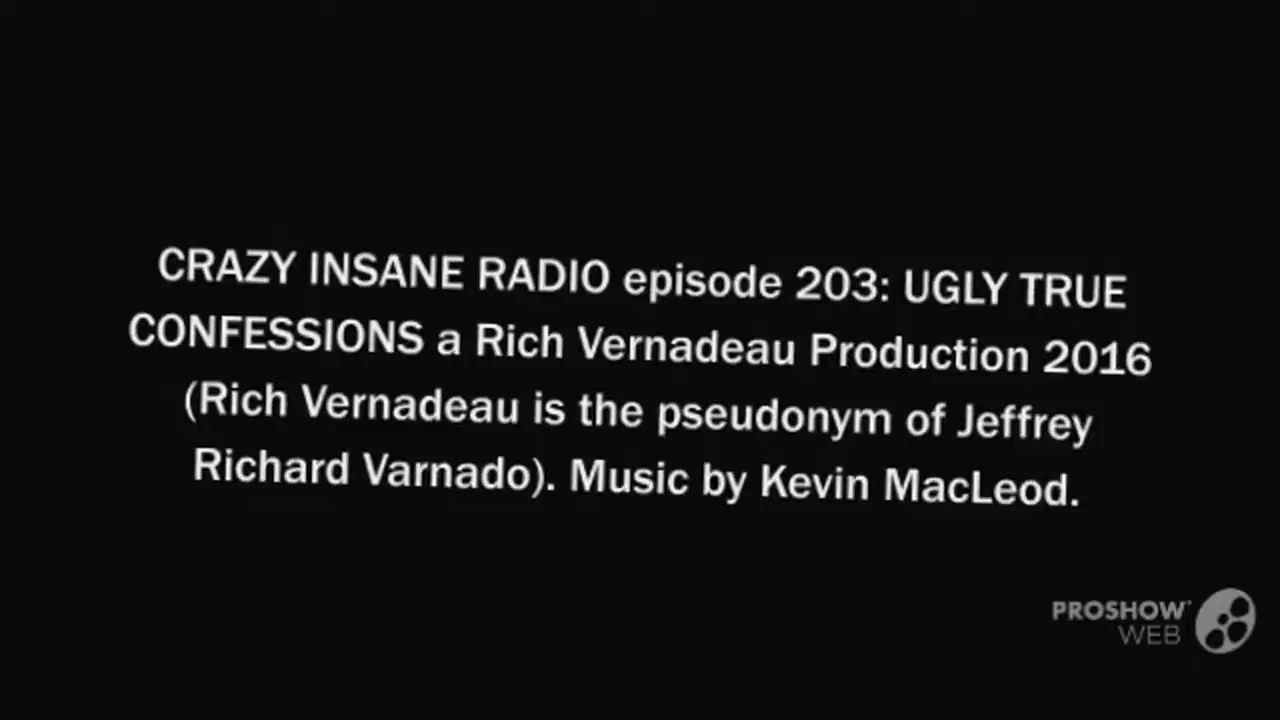 CRAZY INSANE RADIO episode 203: UGLY TRUE
CONFESSIONS a Rich Vernadeau Production 2016
(Rich Vernadeau is the pseudonym of Jeffrey
Richard Varnado). Music by Kevin MacLeod.
PROSHOW
WEB